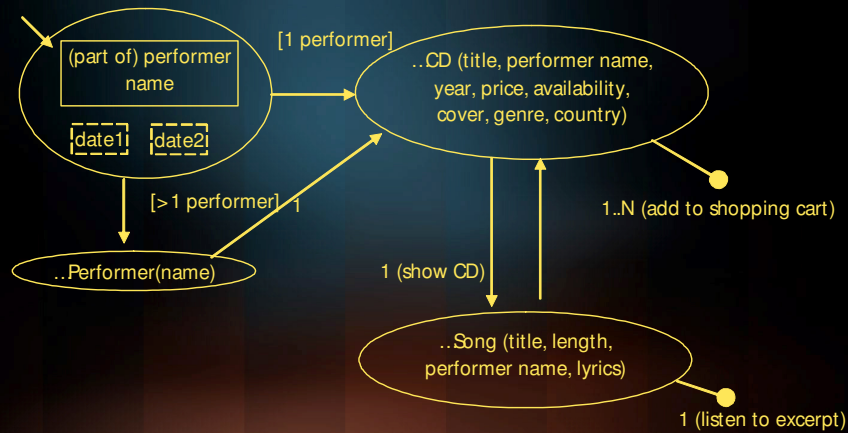 (part of) performer
name
date1
date2
[1 performer]
...CD (title, performer name,
year, price, availability,
cover, genre, country)
[>1 performer]
1
1..N (add to shopping cart)
...Performer(name)
1 (show CD)
...Song (title, length,
performer name, lyrics)
1 (listen to excerpt)